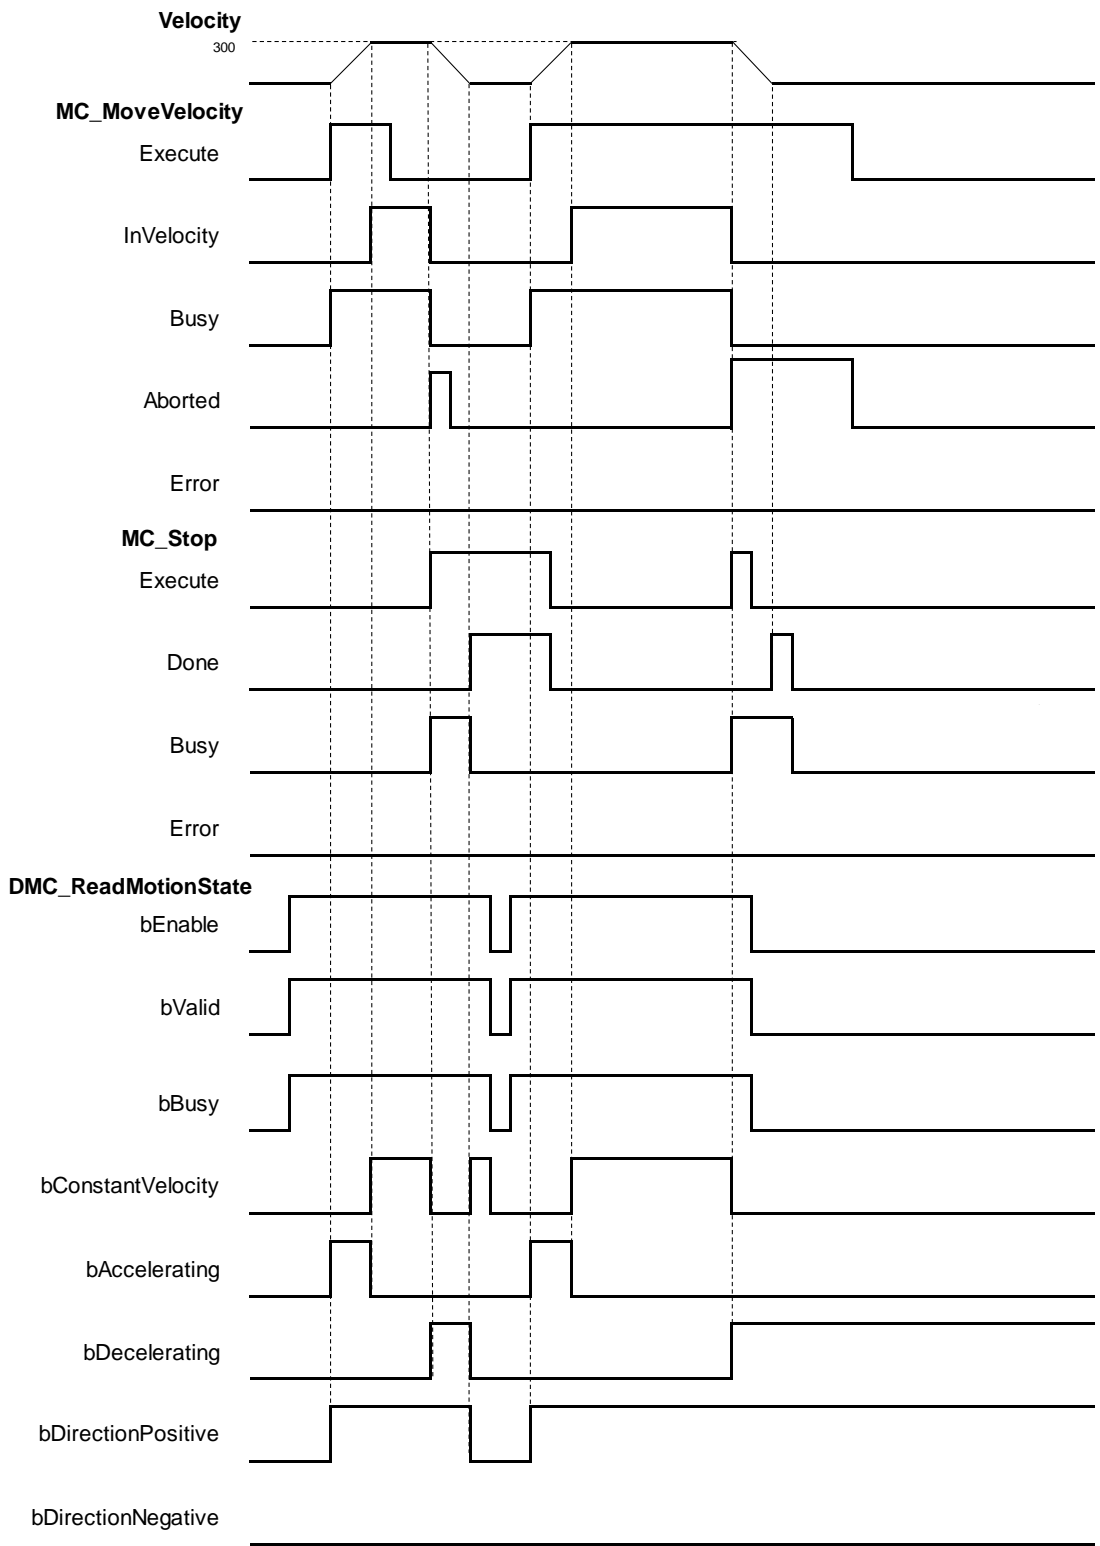 Velocity
300
MC_MoveVelocity
Execute
InVelocity
Busy
Aborted
Error
MC_Stop
Execute
Done
Busy
Error
DMC_ReadMotionState
bEnable
bValid
bBusy
bConstantVelocity
bAccelerating
bDecelerating
bDirectionPositive
bDirectionNegative